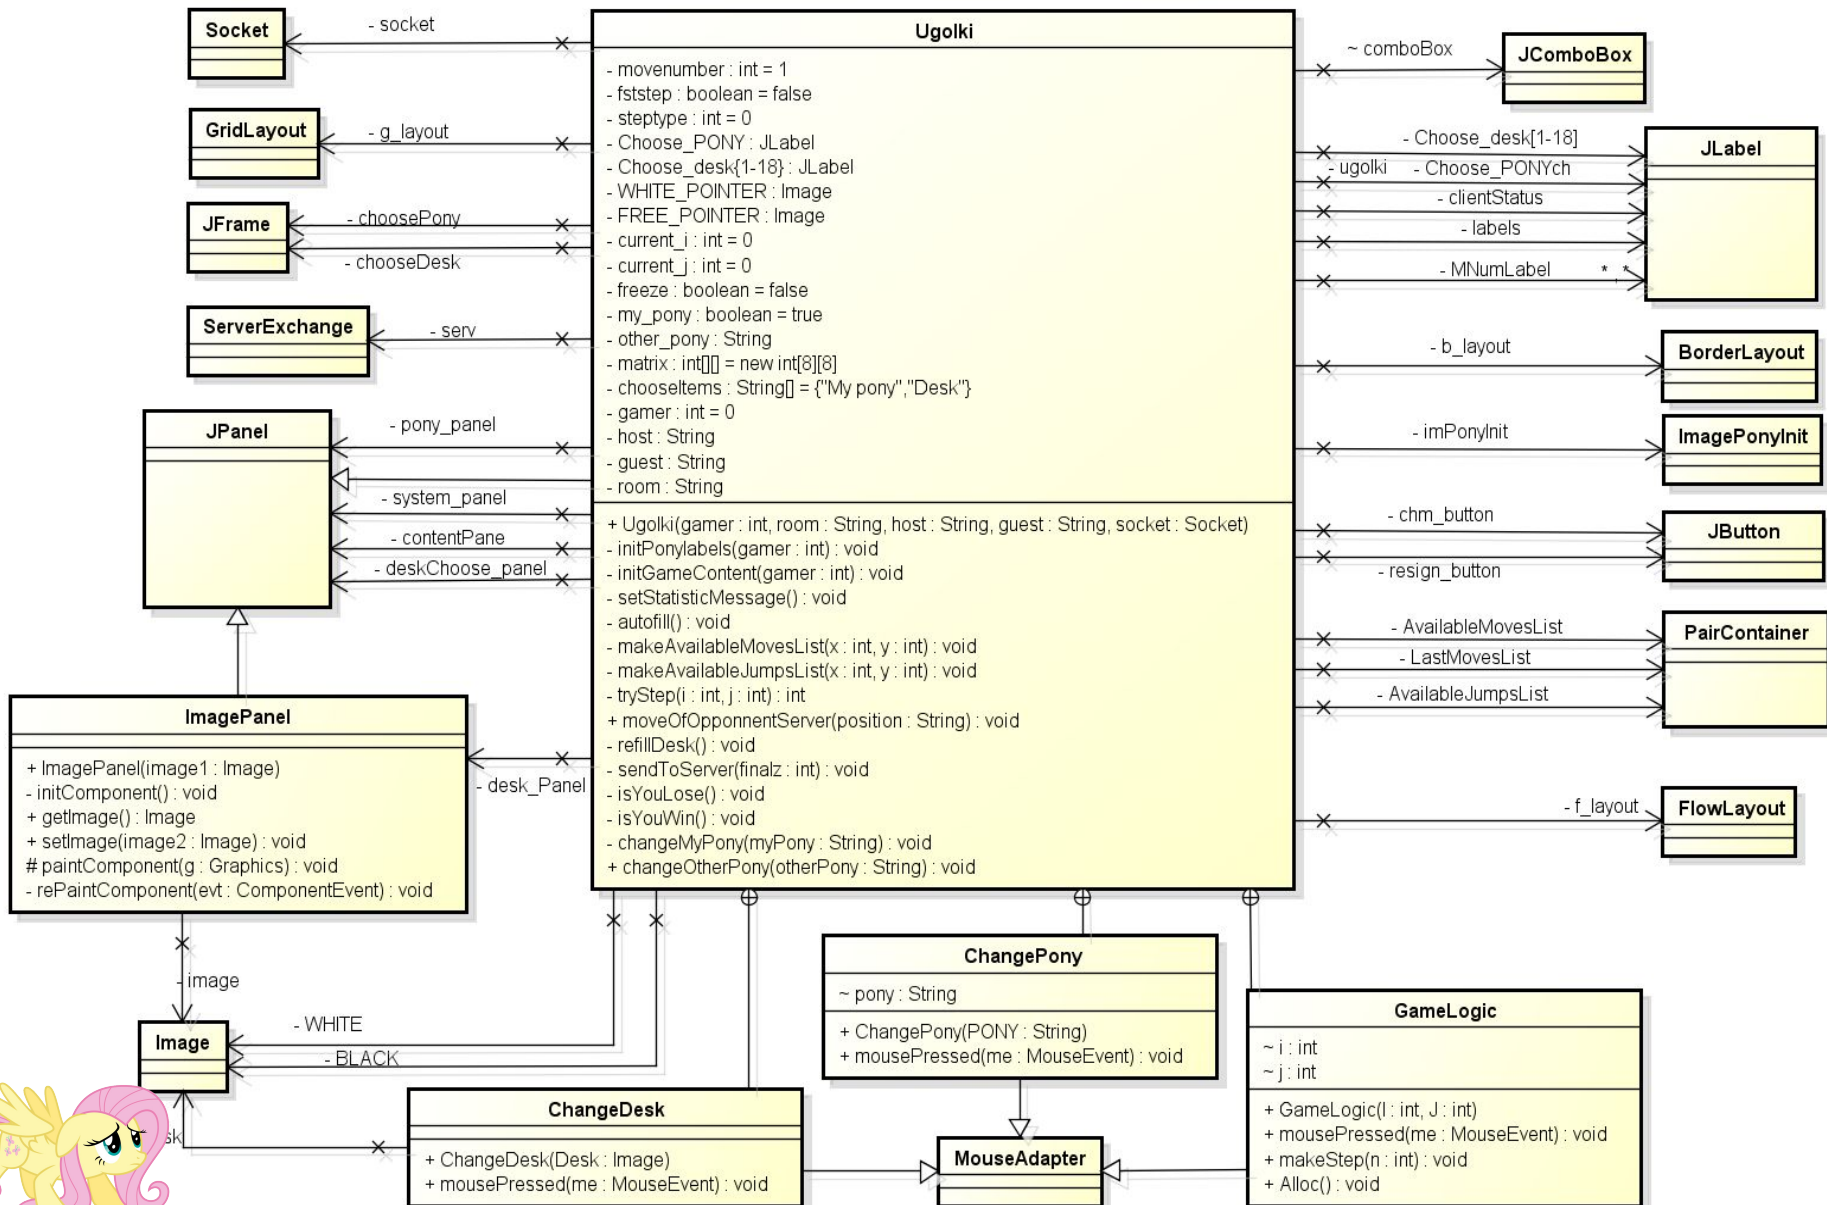 Socket
- socket
GridLayout
- g_layout
JFrame
- choosePony
- chooseDesk
ServerExchange
- serv
JPanel
- pony_panel
- system_panel
- contentPane
- deskChoose_panel
ImagePanel
+ ImagePanel(image1 : Image)
- initComponent() : void
+ getImage() : Image
+ setImage(image2 : Image) : void
# paintComponent(g : Graphics) : void
- rePaintComponent(evt : ComponentEvent) : void
- desk_Panel
- image
Image
- WHITE
- BLACK
Ugolki
- movenumber : int = 1
- fststep : boolean = false
- steptype : int = 0
- Choose_PONY : JLabel
- Choose_desk{1-18} : JLabel
- WHITE_POINTER : Image
- FREE_POINTER : Image
- current_i : int = 0
- current_j : int = 0
- freeze : boolean = false
- my_pony : boolean = true
- other_pony : String
- matrix : int[][] = new int[8][8]
- chooseItems : String[] = {"My pony","Desk"}
- gamer : int = 0
- host : String
- guest : String
- room : String
+ Ugolki(gamer : int, room : String, host : String, guest : String, socket : Socket)
- initPonylabels(gamer : int) : void
- initGameContent(gamer : int) : void
- setStatisticMessage() : void
- autofill() : void
- makeAvailableMovesList(x : int, y : int) : void
- makeAvailableJumpsList(x : int, y : int) : void
- tryStep(i : int, j : int) : int
+ moveOfOpponnentServer(position : String) : void
- refillDesk() : void
- sendToServer(finalz : int) : void
- isYouLose() : void
- isYouWin() : void
- changeMyPony(myPony : String) : void
+ changeOtherPony(otherPony : String) : void
~ comboBox
JComboBox
- Choose_desk[1-18]
- ugolki
- Choose_PONYch
- clientStatus
- labels
- MNumLabel
*..*
JLabel
- b_layout
BorderLayout
- imPonyInit
ImagePonyInit
- chm_button
- resign_button
JButton
- AvailableMovesList
- LastMovesList
- AvailableJumpsList
PairContainer
- f_layout
FlowLayout
ChangePony
~ pony : String
+ ChangePony(PONY : String)
+ mousePressed(me : MouseEvent) : void
GameLogic
~ i : int
~ j : int
+ GameLogic(I : int, J : int)
+ mousePressed(me : MouseEvent) : void
+ makeStep(n : int) : void
+ Alloc() : void
ChangeDesk
+ ChangeDesk(Desk : Image)
+ mousePressed(me : MouseEvent) : void
MouseAdapter